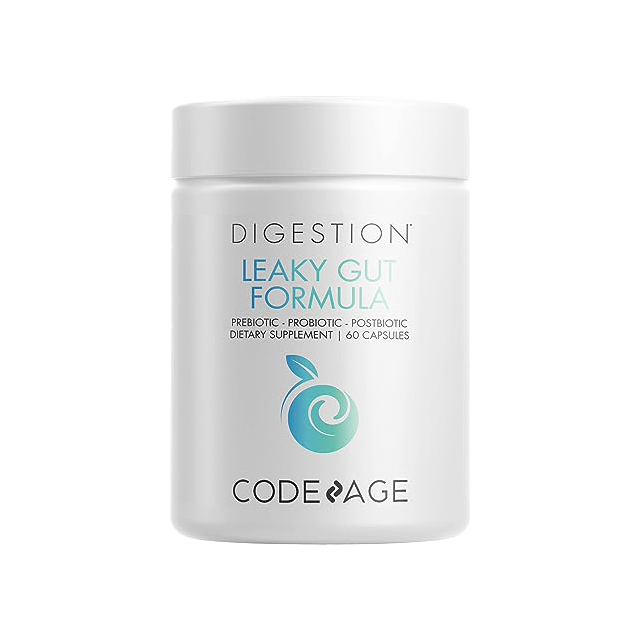 DIGESTION*
LEAKY GUT
FORMULA
PREBIOTIC - PROBIOTIC - POSTBIOTIC
DIETARY SUPPLEMENT | 60 CAPSULES
CODEAGE